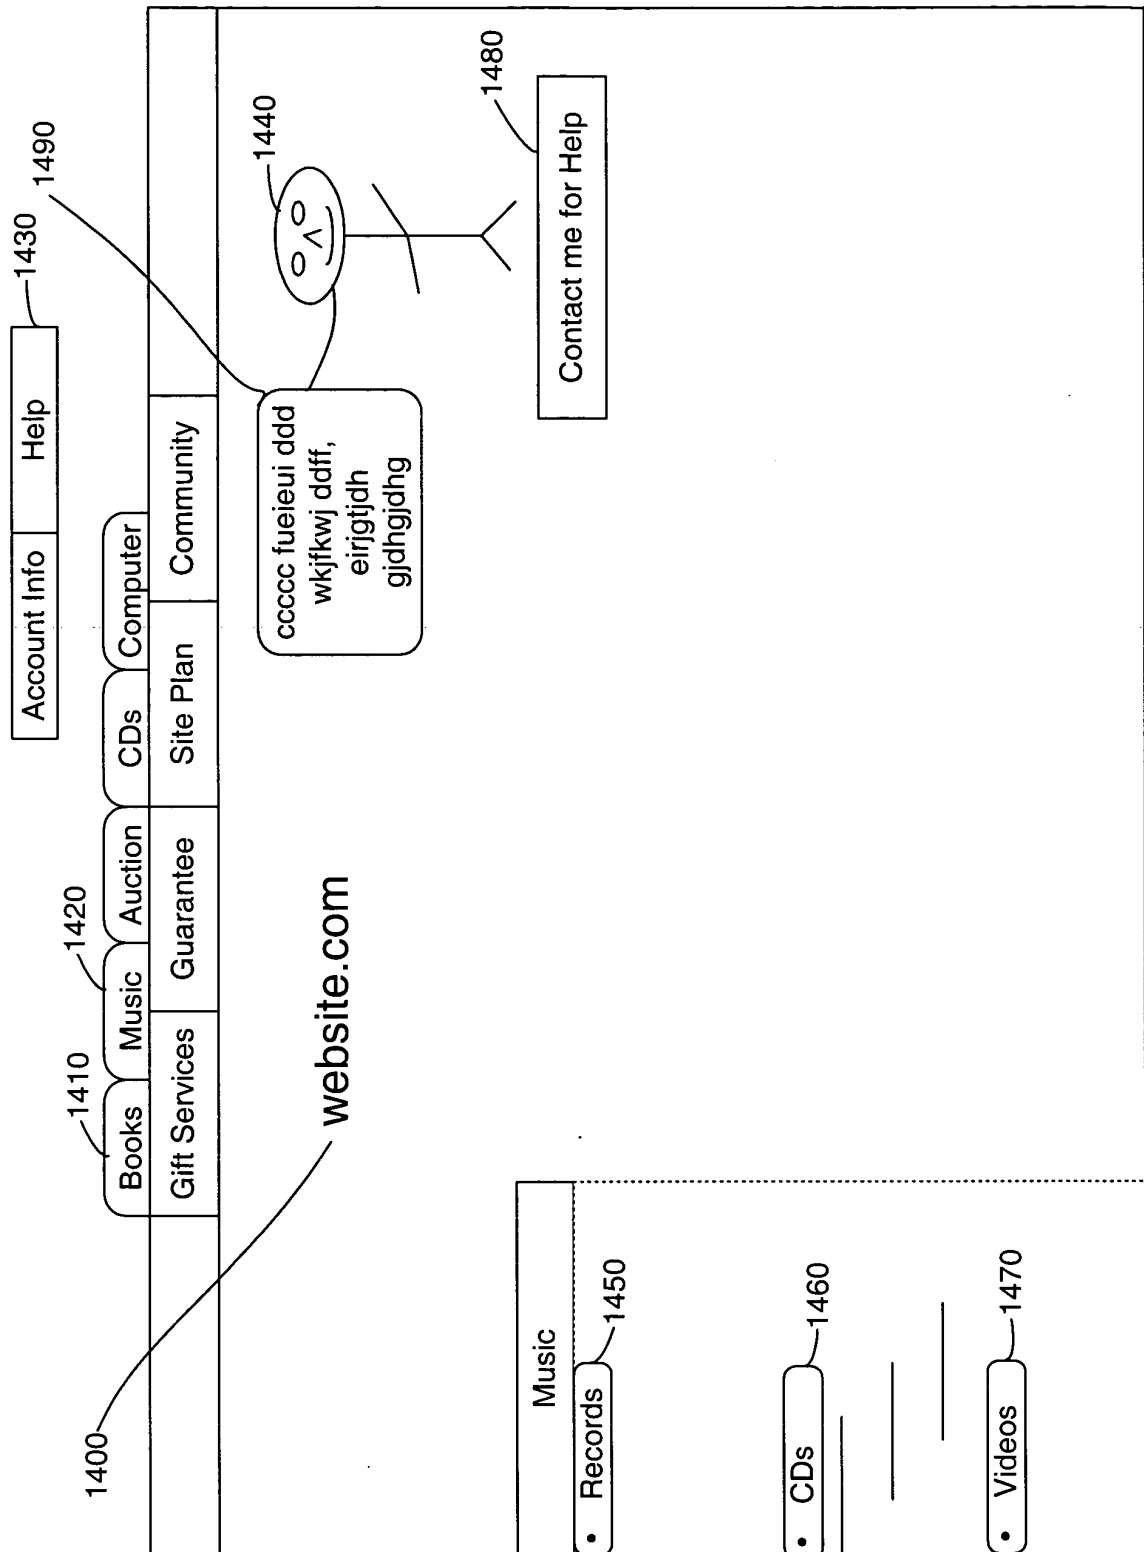 Account Info Help 1430
1490
1410 1420
Books Music Auction CDs Computer
Gift Services Guarantee Site Plan Community
1400
website.com
ccccc fueieui ddd
wkjfkwj ddff,
eirjgtjdh
gjdhgjdhg
1440
1480
Contact me for Help
Music
• Records 1450
• CDs 1460
• Videos 1470